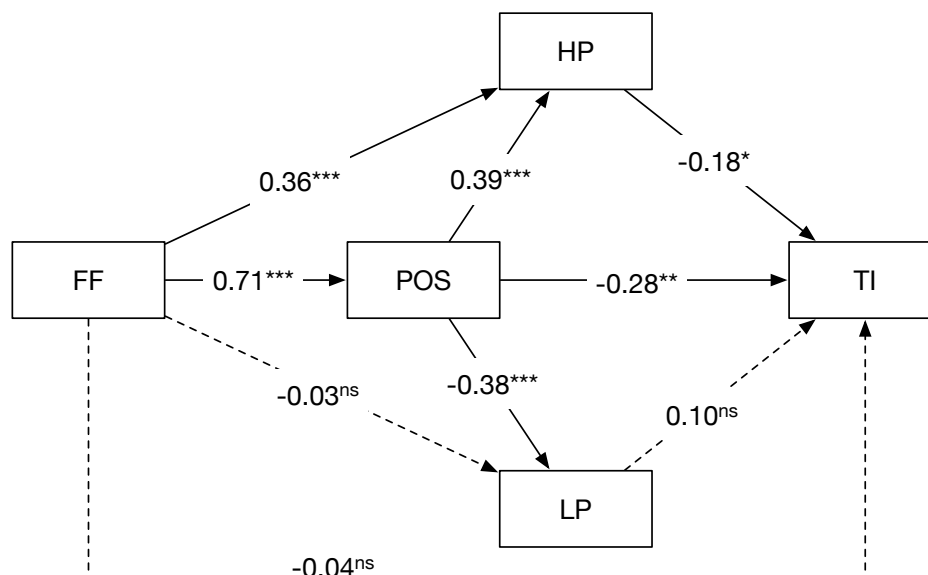 HP
-0.18*
0.36***
0.39***
FF
0.71***
POS
-0.28**
TI
-0.03ns
-0.38***
0.10ns
LP
-0.04ns